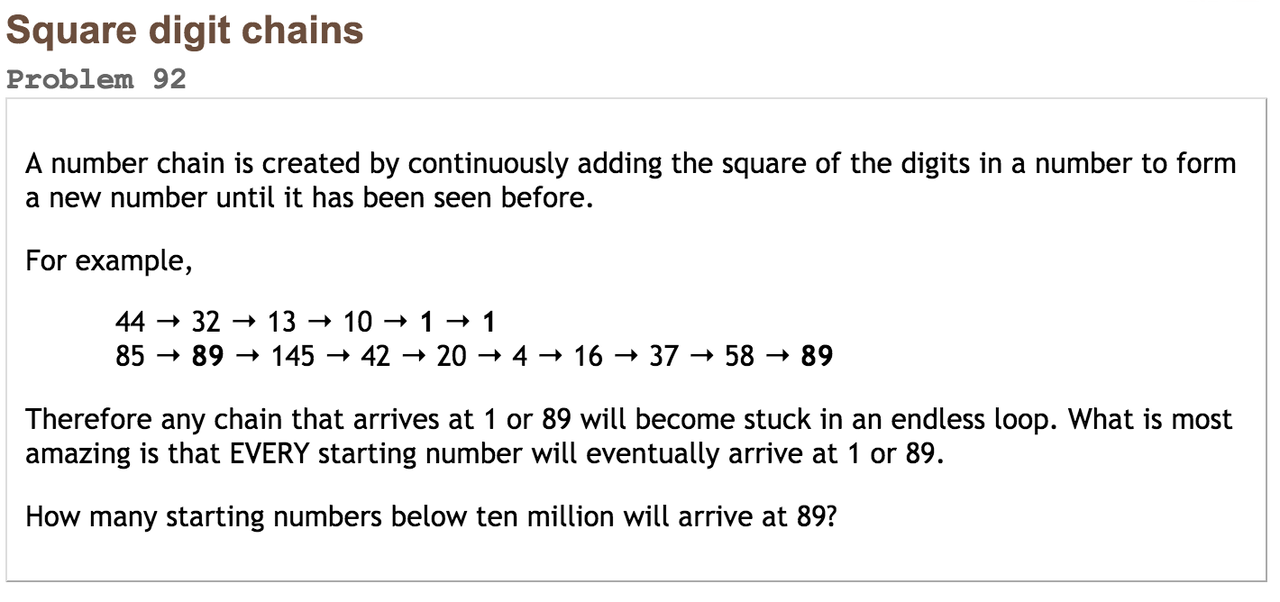 Square digit chains
Problem 92
A number chain is created by continuously adding the square of the digits in a number to form
a new number until it has been seen before.
For example,
44 → 32 → 13 → 10 → 1 → 1
85 → 89 → 145 → 42 → 20 → 4 → 16 → 37 → 58 → 89
Therefore any chain that arrives at 1 or 89 will become stuck in an endless loop. What is most
amazing is that EVERY starting number will eventually arrive at 1 or 89.
How many starting numbers below ten million will arrive at 89?